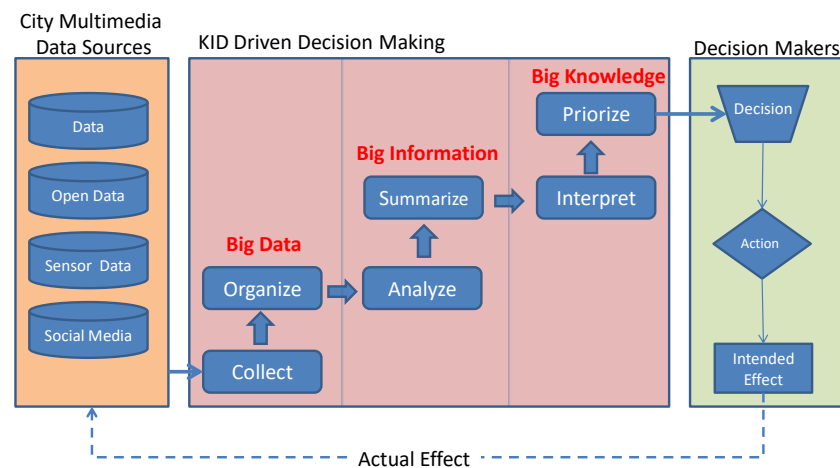 City Multimedia
Data Sources
KID Driven Decision Making
Decision Makers
Data
Open Data
Sensor Data
Social Media
Big Data
Organize
Collect
Big Information
Summarize
Analyze
Big Knowledge
Priorize
Interpret
Decision
Action
Intended
Effect
Actual Effect